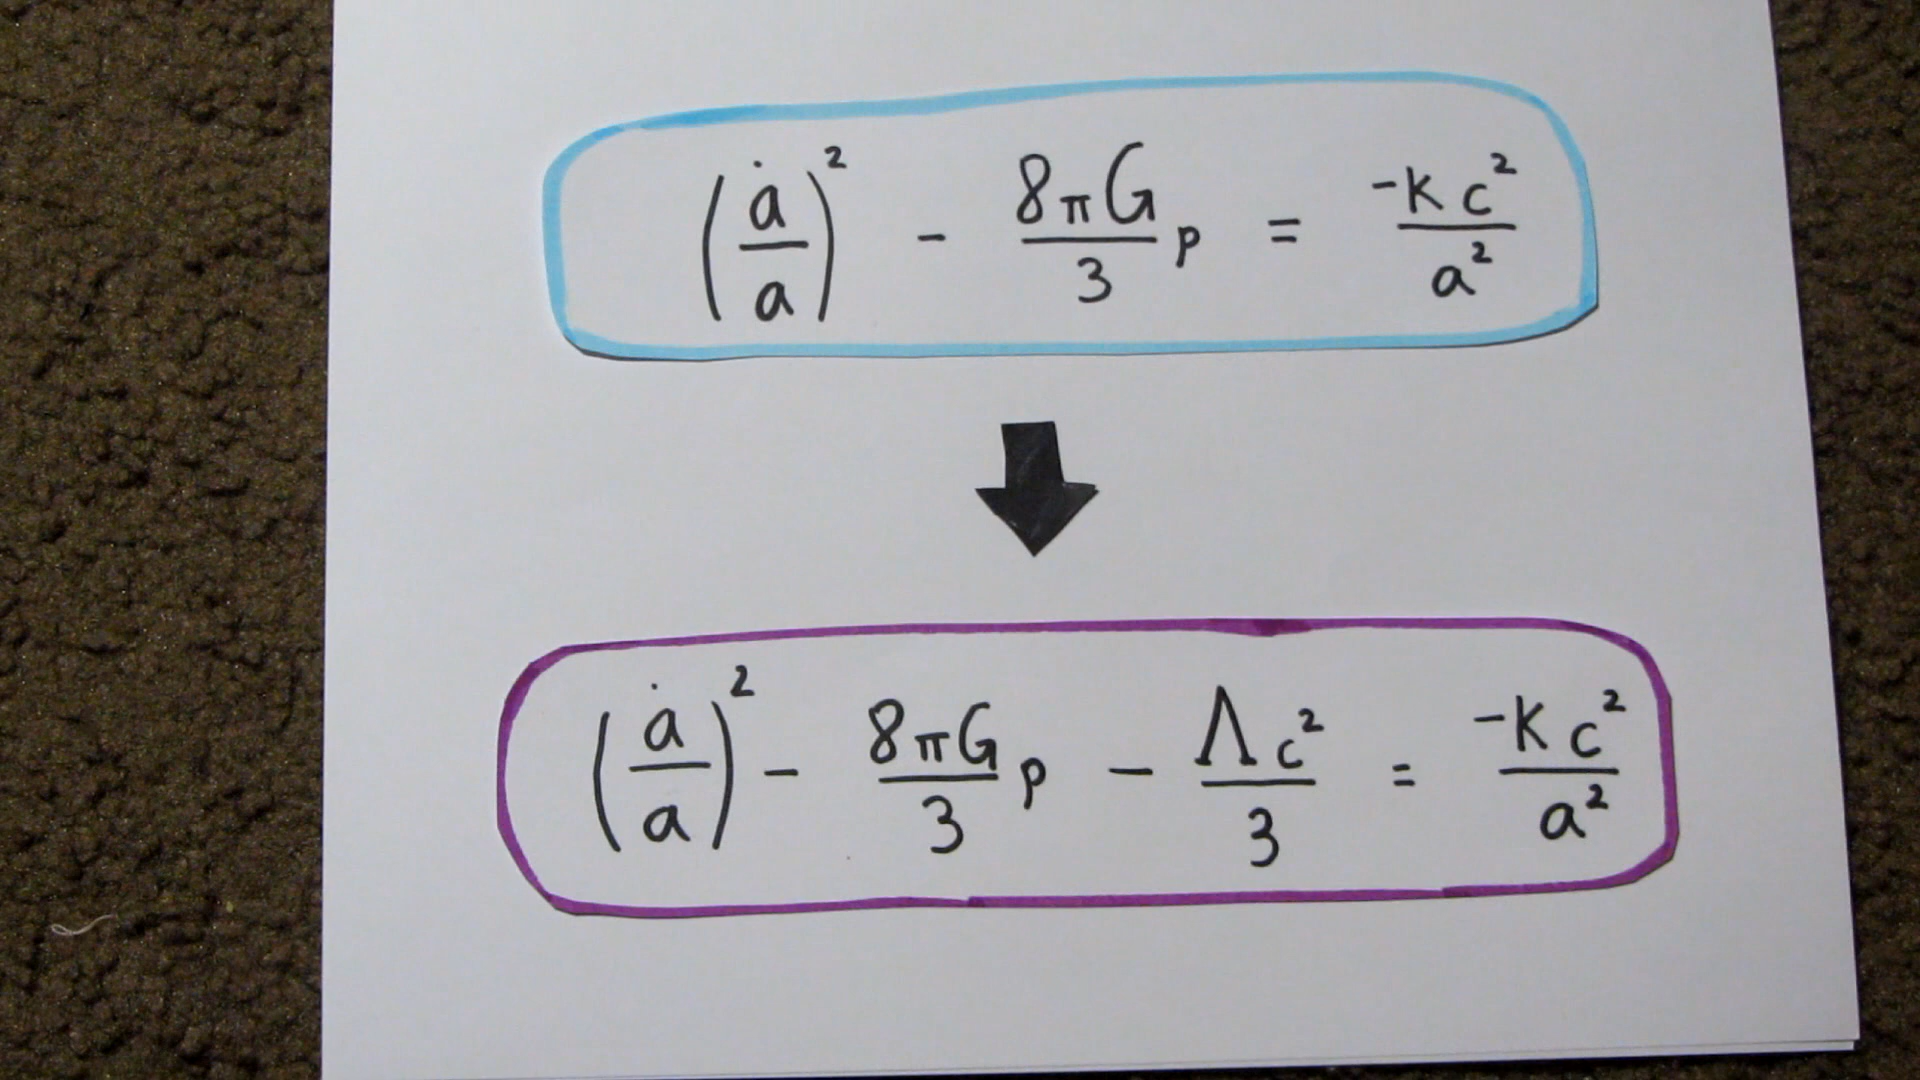 (ȧ/a)² - 8πG/3 p = -kc²/a²
(ȧ/a)² - 8πG/3 p - Λc²/3 = -kc²/a²